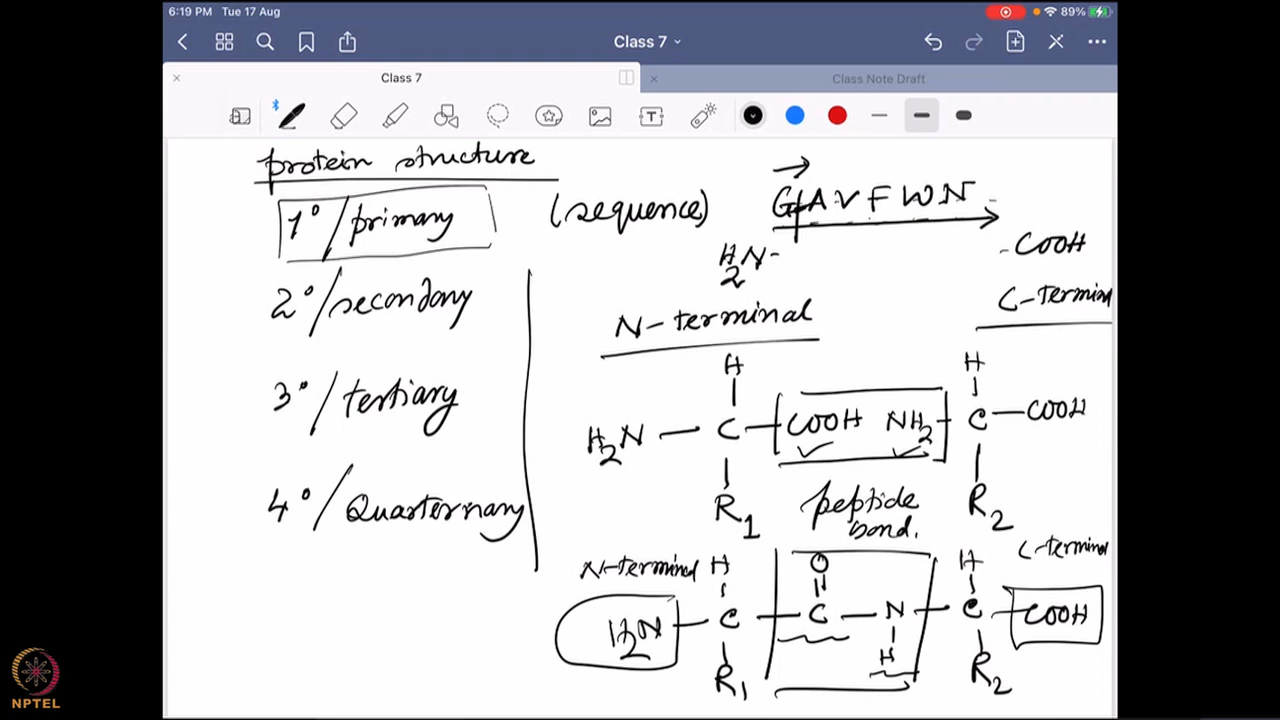 6:19 PM Tue 17 Aug
89%
Class 7
Class 7
Class Note Draft
protein structure
1°/primary
(sequence)
GAVFWN
H2N-
-COOH
2°/secondary
N-terminal
C-termin
3°/tertiary
H H
H2N — C — COOH NH2 — C — COOH
R1 R2
4°/Quarternary
peptide
bond.
N-terminal
C-terminal
H O H
H2N — C — C — N — C — COOH
H
R1 R2
NPTEL